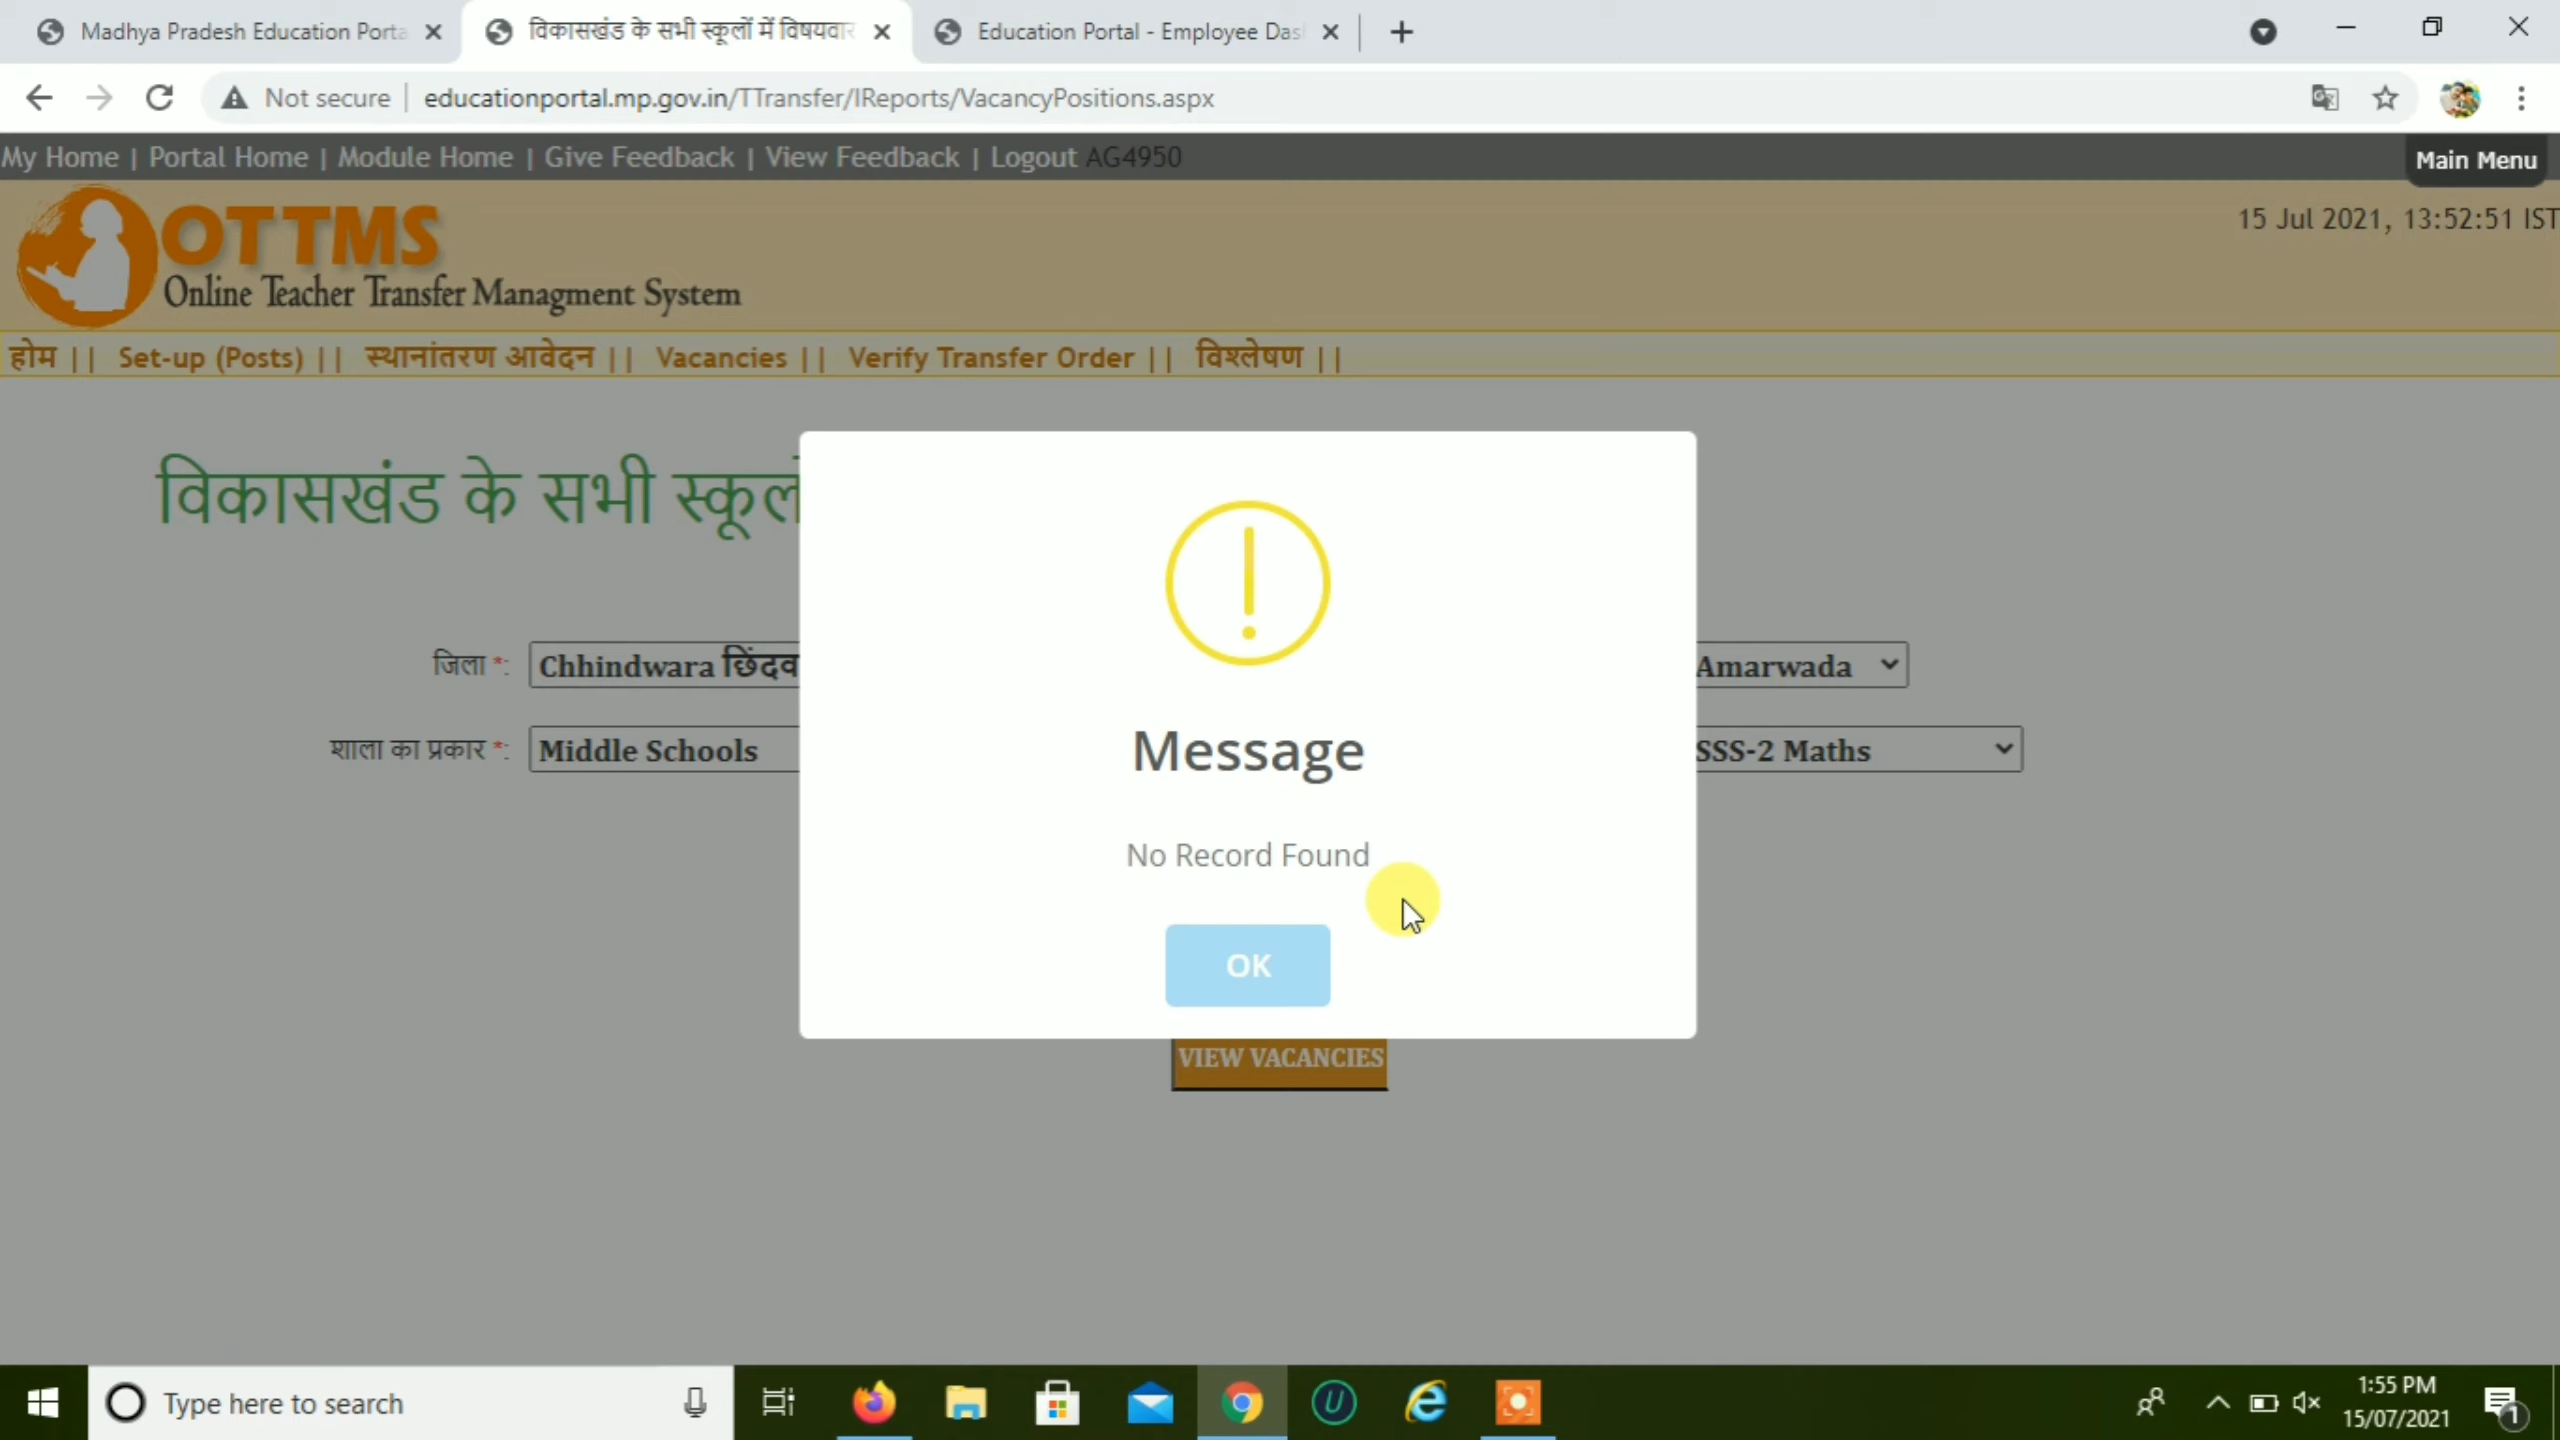 Madhya Pradesh Education Porta
विकासखंड के सभी स्कूलों में विषयवार
Education Portal - Employee Das
Not secure
educationportal.mp.gov.in/TTransfer/IReports/VacancyPositions.aspx
My Home | Portal Home | Module Home | Give Feedback | View Feedback | Logout AG4950
Main Menu
OTTMS
Online Teacher Transfer Managment System
15 Jul 2021, 13:52:51 IST
होम || Set-up (Posts) || स्थानांतरण आवेदन || Vacancies || Verify Transfer Order || विश्लेषण ||
विकासखंड के सभी स्कूलों
Message
No Record Found
OK
जिला *: Chhindwara छिंदव
Amarwada
शाला का प्रकार *: Middle Schools
SSS-2 Maths
VIEW VACANCIES
Type here to search
1:55 PM
15/07/2021
1